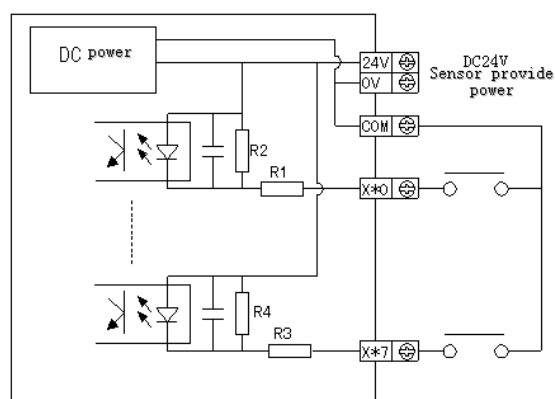 DC power
24V
0V
COM
DC24V
Sensor provide
power
R2
R1
X*0
R4
R3
X*7